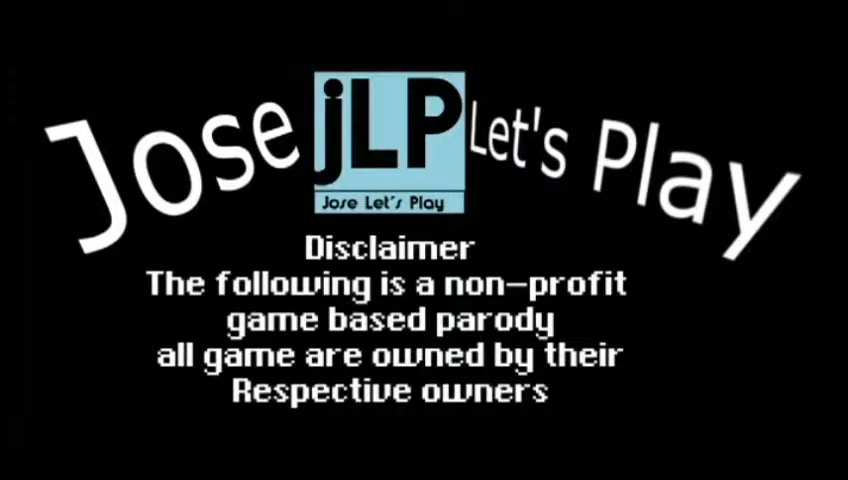 Jose Let's Play
jLP
Jose Let's Play
Disclaimer
The following is a non-profit
game based parody
all game are owned by their
Respective owners